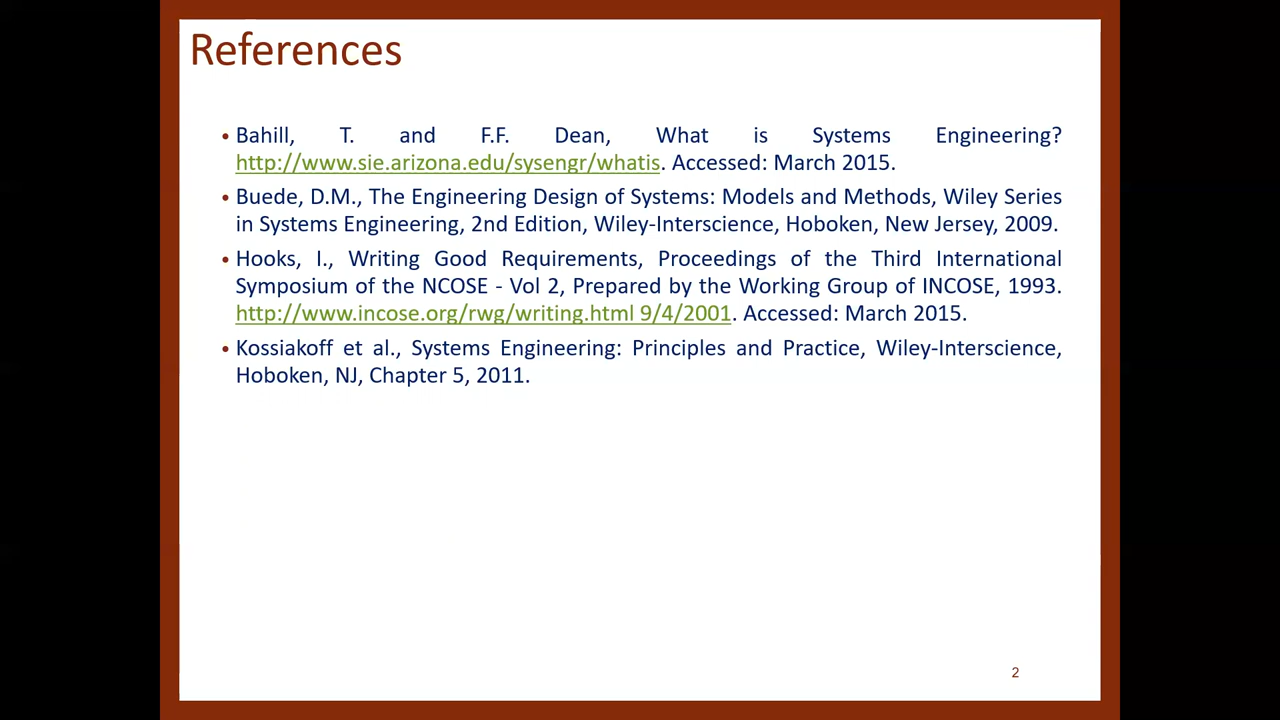 References
• Bahill, T. and F.F. Dean, What is Systems Engineering?
http://www.sie.arizona.edu/sysengr/whatis. Accessed: March 2015.
• Buede, D.M., The Engineering Design of Systems: Models and Methods, Wiley Series
in Systems Engineering, 2nd Edition, Wiley-Interscience, Hoboken, New Jersey, 2009.
• Hooks, I., Writing Good Requirements, Proceedings of the Third International
Symposium of the NCOSE - Vol 2, Prepared by the Working Group of INCOSE, 1993.
http://www.incose.org/rwg/writing.html 9/4/2001. Accessed: March 2015.
• Kossiakoff et al., Systems Engineering: Principles and Practice, Wiley-Interscience,
Hoboken, NJ, Chapter 5, 2011.
2